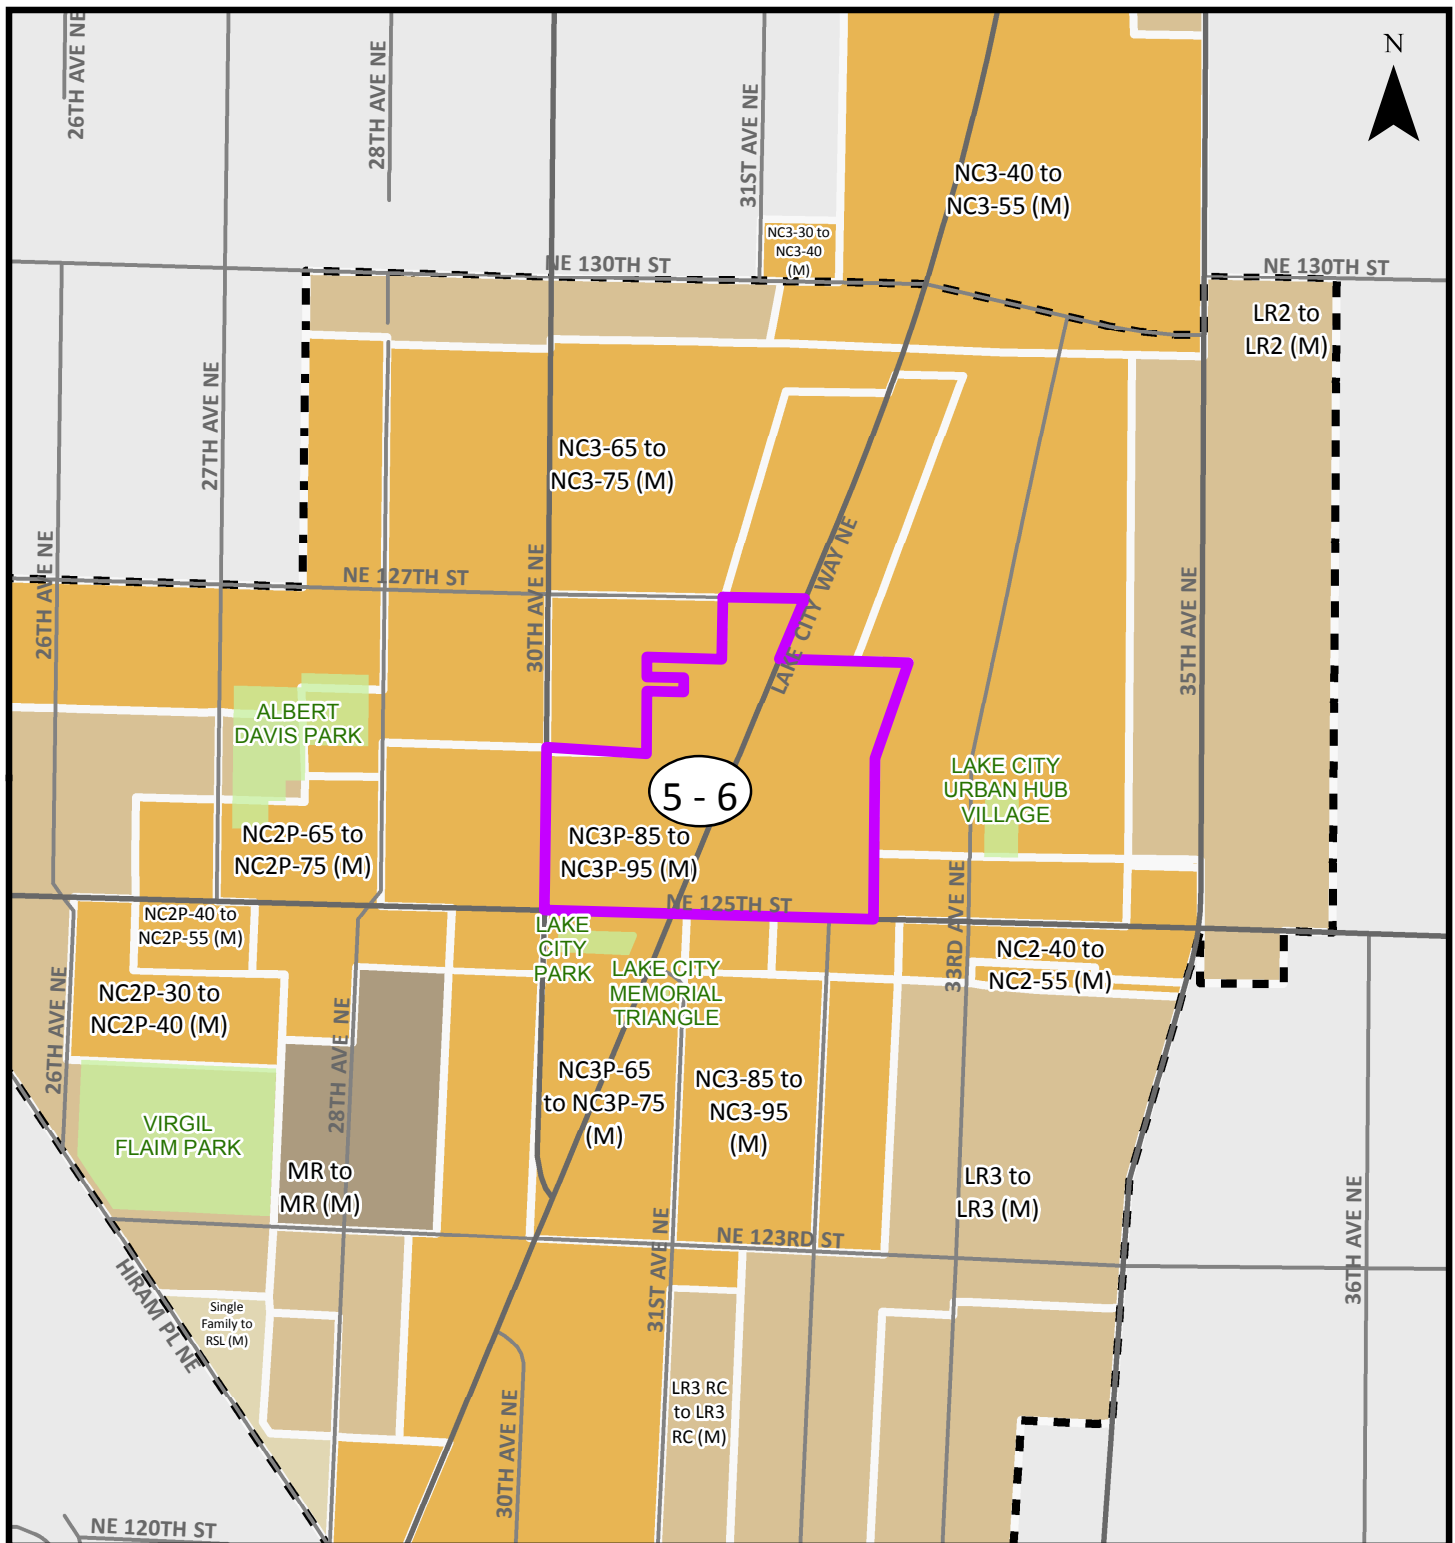 26TH AVE NE
28TH AVE NE
31ST AVE NE
N
NC3-40 to
NC3-55 (M)
NC3-30 to
NC3-40
(M)
NE 130TH ST
NE 130TH ST
LR2 to
LR2 (M)
27TH AVE NE
NC3-65 to
NC3-75 (M)
26TH AVE NE
NE 127TH ST
30TH AVE NE
LAKE CITY WAY NE
35TH AVE NE
ALBERT
DAVIS PARK
5 - 6
LAKE CITY
URBAN HUB
VILLAGE
NC2P-65 to
NC2P-75 (M)
NC3P-85 to
NC3P-95 (M)
NE 125TH ST
NC2P-40 to
NC2P-55 (M)
LAKE
CITY
PARK
33RD AVE NE
NC2-40 to
NC2-55 (M)
LAKE CITY
MEMORIAL
TRIANGLE
NC2P-30 to
NC2P-40 (M)
26TH AVE NE
28TH AVE NE
NC3P-65
to NC3P-75
(M)
NC3-85 to
NC3-95
(M)
VIRGIL
FLAIM PARK
MR to
MR (M)
LR3 to
LR3 (M)
36TH AVE NE
NE 123RD ST
31ST AVE NE
HIRAM PL NE
Single
Family to
RSL (M)
LR3 RC
to LR3
RC (M)
30TH AVE NE
NE 120TH ST